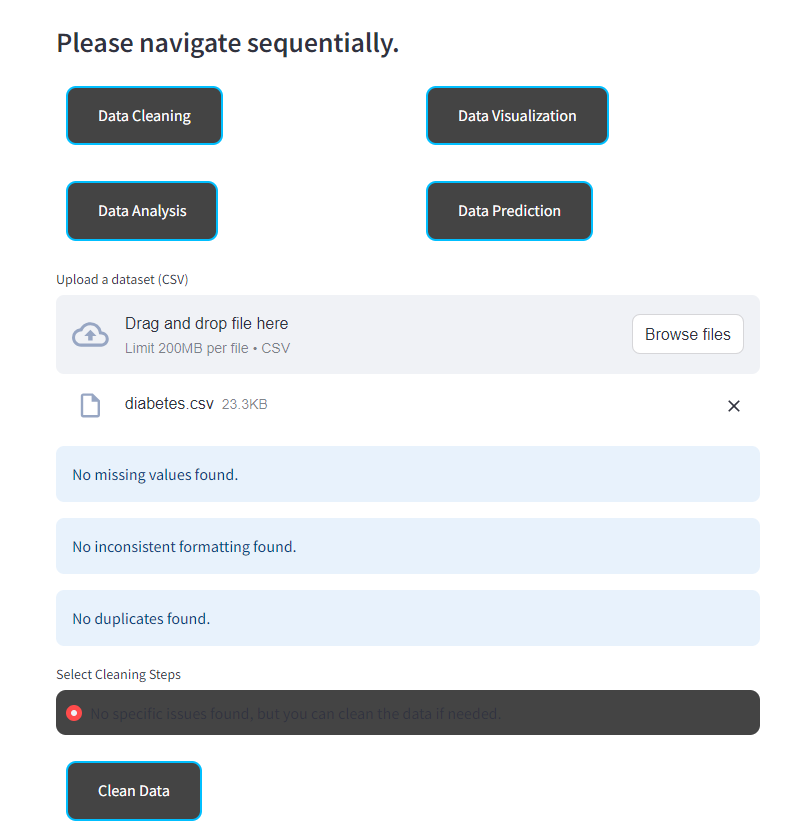 Please navigate sequentially.
Data Cleaning
Data Visualization
Data Analysis
Data Prediction
Upload a dataset (CSV)
Drag and drop file here
Limit 200MB per file • CSV
Browse files
diabetes.csv 23.3KB
No missing values found.
No inconsistent formatting found.
No duplicates found.
Select Cleaning Steps
No specific issues found, but you can clean the data if needed.
Clean Data